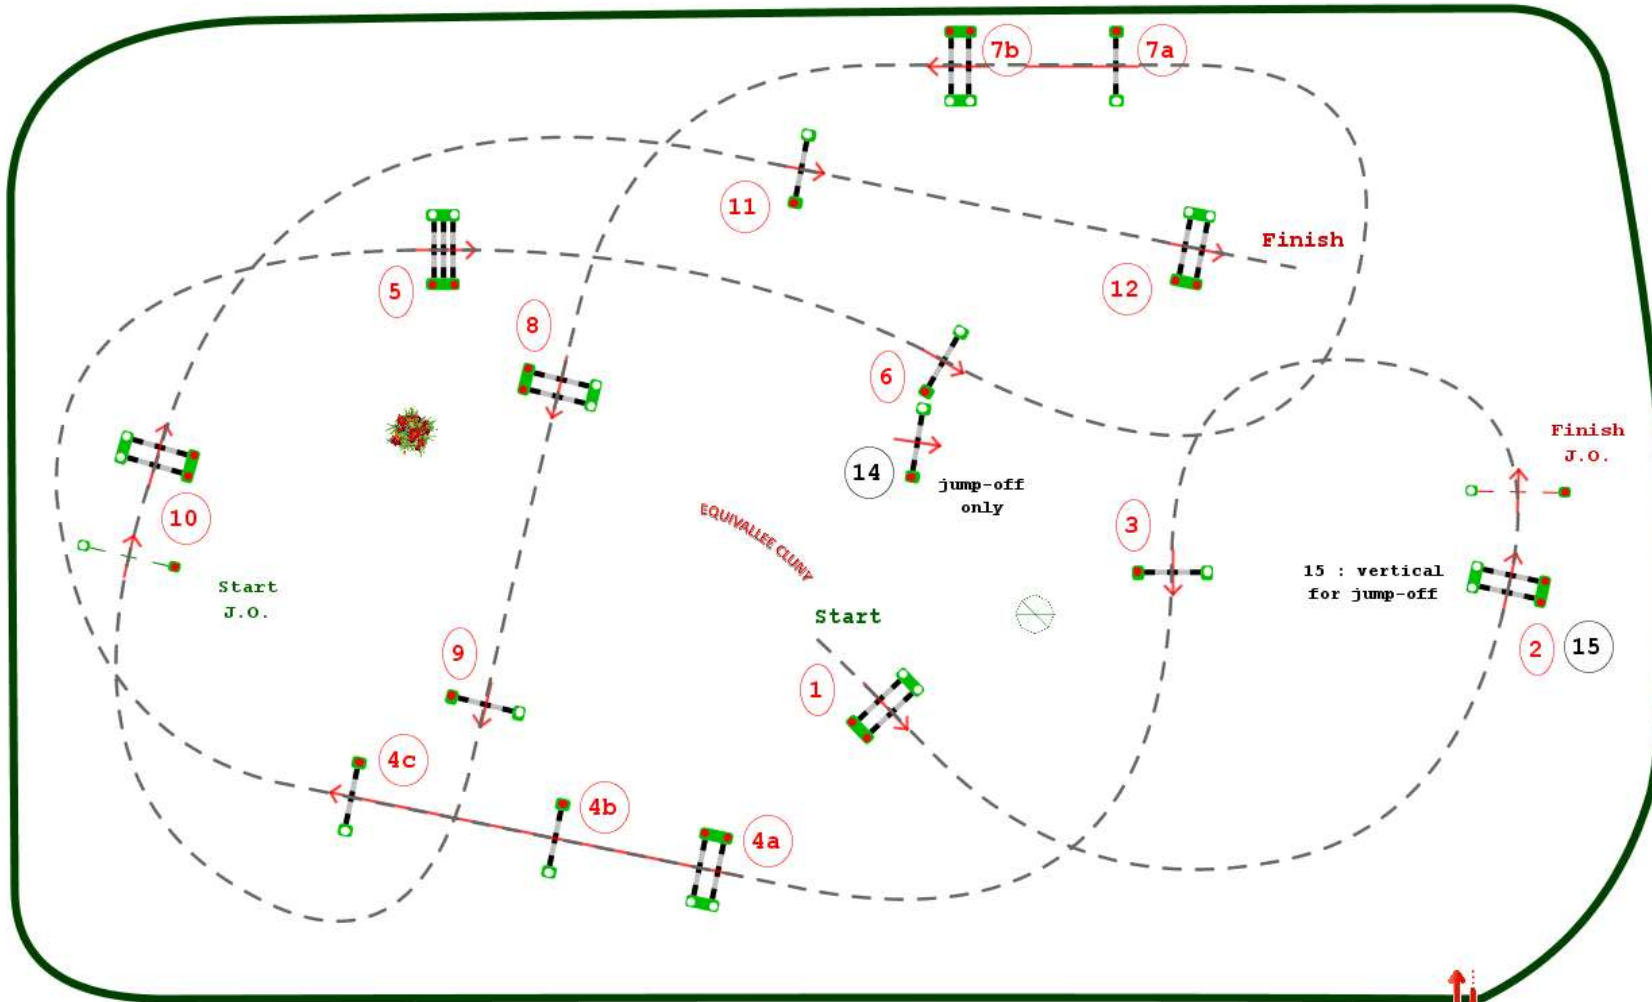 7b
7a
11
Finish
12
5
8
6
14
jump-off
only
Finish
J.O.
10
3
EQUIVALLEE CLUNY
15 : vertical
for jump-off
Start
J.O.
Start
2
15
9
1
4c
4b
4a